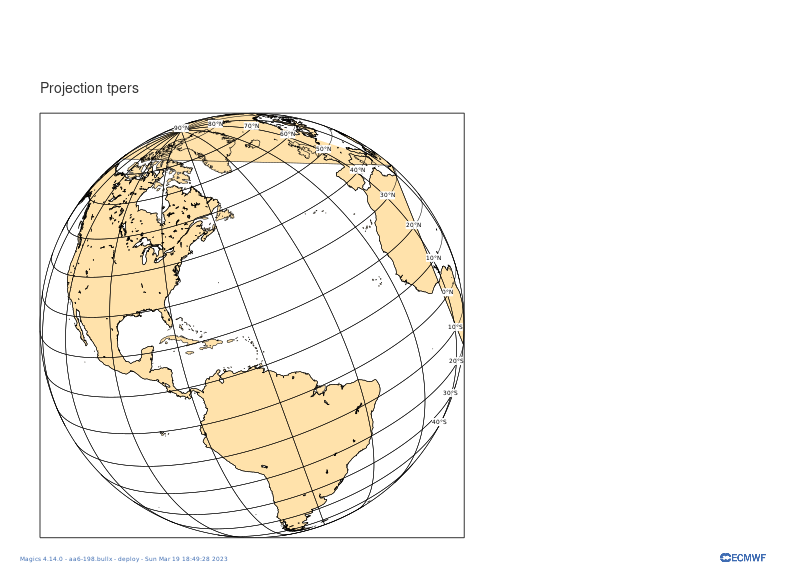 Projection tpers
90°N
80°N
70°N
60°N
50°N
40°N
30°N
20°N
10°N
0°N
10°S
20°S
30°S
40°S
Magics 4.14.0 - aa6-198.bullx - deploy - Sun Mar 19 18:49:28 2023
ECMWF